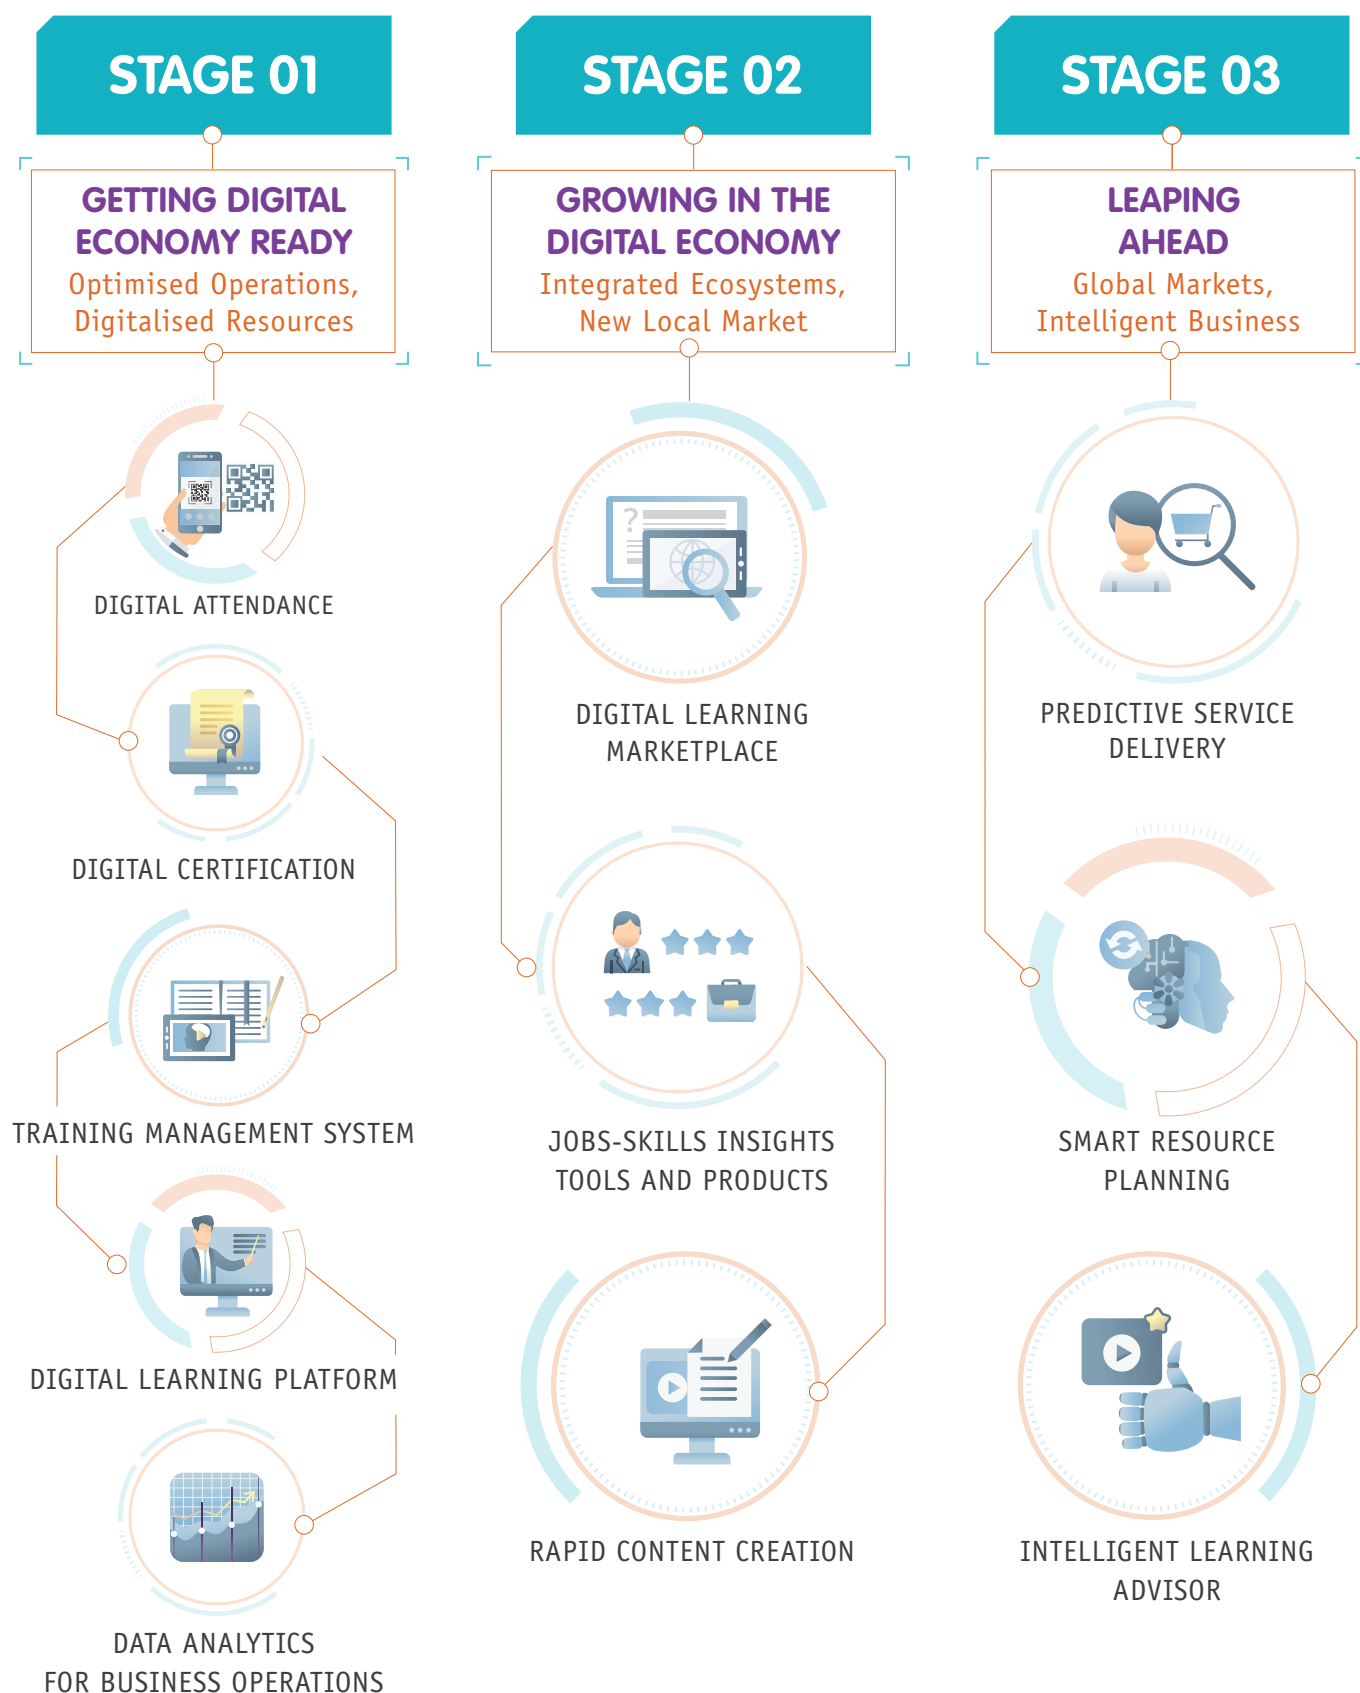 STAGE 01
GETTING DIGITAL
ECONOMY READY
Optimised Operations,
Digitalised Resources
DIGITAL ATTENDANCE
DIGITAL CERTIFICATION
TRAINING MANAGEMENT SYSTEM
DIGITAL LEARNING PLATFORM
DATA ANALYTICS
FOR BUSINESS OPERATIONS
STAGE 02
GROWING IN THE
DIGITAL ECONOMY
Integrated Ecosystems,
New Local Market
?
DIGITAL LEARNING
MARKETPLACE
JOBS-SKILLS INSIGHTS
TOOLS AND PRODUCTS
RAPID CONTENT CREATION
STAGE 03
LEAPING
AHEAD
Global Markets,
Intelligent Business
PREDICTIVE SERVICE
DELIVERY
SMART RESOURCE
PLANNING
INTELLIGENT LEARNING
ADVISOR